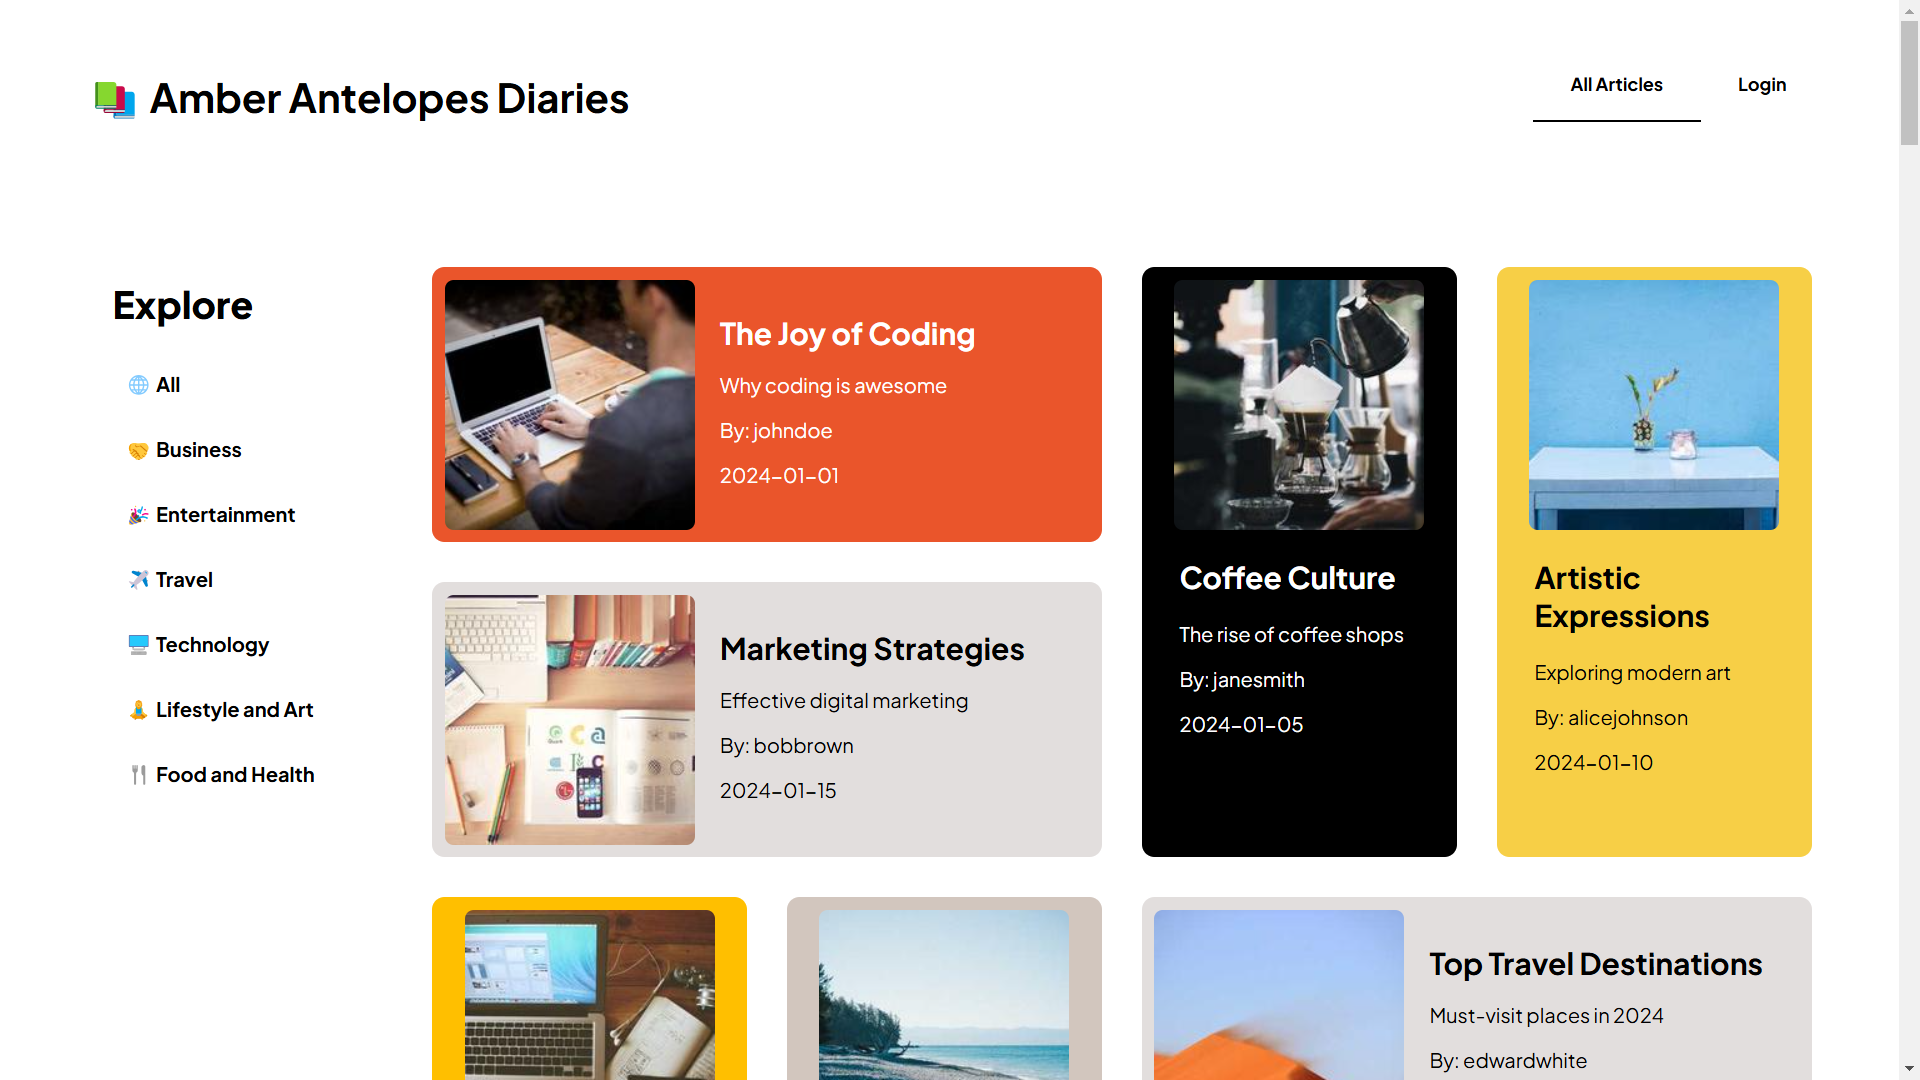 Amber Antelopes Diaries
All Articles
Login
Explore
All
Business
Entertainment
Travel
Technology
Lifestyle and Art
Food and Health
The Joy of Coding
Why coding is awesome
By: johndoe
2024-01-01
Marketing Strategies
Effective digital marketing
By: bobbrown
2024-01-15
Coffee Culture
The rise of coffee shops
By: janesmith
2024-01-05
Artistic
Expressions
Exploring modern art
By: alicejohnson
2024-01-10
Top Travel Destinations
Must-visit places in 2024
By: edwardwhite